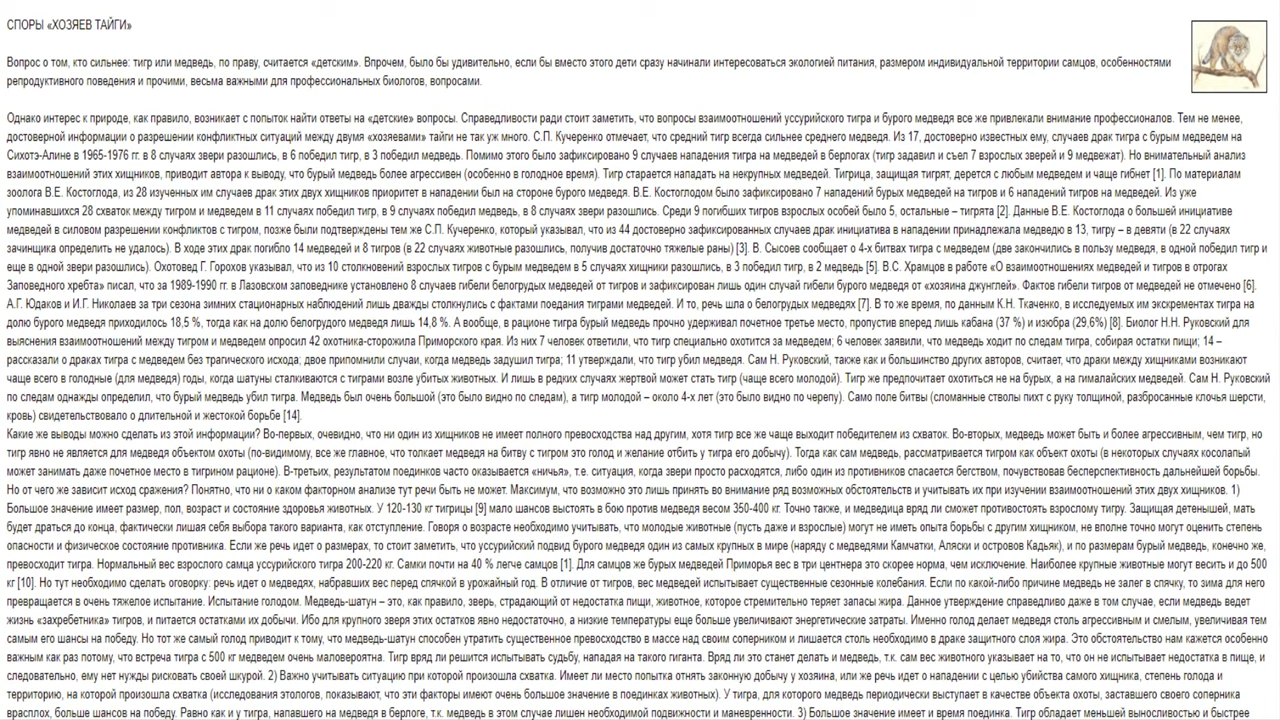 СПОРЫ «ХОЗЯЕВ ТАЙГИ»
Вопрос о том, кто сильнее: тигр или медведь, по праву, считается «детским». Впрочем, было бы удивительно, если бы вместо этого дети сразу начинали интересоваться экологией питания, размером индивидуальной территории самцов, особенностями
репродуктивного поведения и прочими, весьма важными для профессиональных биологов, вопросами.
Однако интерес к природе, как правило, возникает с попыток найти ответы на «детские» вопросы. Справедливости ради стоит заметить, что вопросы взаимоотношений уссурийского тигра и бурого медведя все же привлекали внимание профессионалов. Тем не менее,
достоверной информации о разрешении конфликтных ситуаций между двумя «хозяевами» тайги не так уж много. С.П. Кучеренко отмечает, что средний тигр всегда сильнее среднего медведя. Из 17, достоверно известных ему, случаев драк тигра с бурым медведем на
Сихотэ-Алине в 1965-1976 гг. в 8 случаях звери разошлись, в 6 победил тигр, в 3 победил медведь. Помимо этого было зафиксировано 9 случаев нападения тигра на медведей в берлогах (тигр задавил и съел 7 взрослых зверей и 9 медвежат). Но внимательный анализ
взаимоотношений этих хищников, приводит автора к выводу, что бурый медведь более агрессивен (особенно в голодное время). Тигр старается нападать на некрупных медведей. Тигрица, защищая тигрят, дерется с любым медведем и чаще гибнет [1]. По материалам
зоолога В.Е. Костоглода, из 28 изученных им случаев драк этих двух хищников приоритет в нападении был на стороне бурого медведя. В.Е. Костоглодом было зафиксировано 7 нападений бурых медведей на тигров и 6 нападений тигров на медведей. Из уже
упоминавшихся 28 схваток между тигром и медведем в 11 случаях победил тигр, в 9 случаях победил медведь, в 8 случаях звери разошлись. Среди 9 погибших тигров взрослых особей было 5, остальные – тигрята [2]. Данные В.Е. Костоглода о большей инициативе
медведей в силовом разрешении конфликтов с тигром, позже были подтверждены тем же С.П. Кучеренко, который указывал, что из 44 достоверно зафиксированных случаев драк инициатива в нападении принадлежала медведю в 13, тигру – в девяти (в 22 случаях
зачинщика определить не удалось). В ходе этих драк погибло 14 медведей и 8 тигров (в 22 случаях животные разошлись, получив достаточно тяжелые раны) [3]. В. Сысоев сообщает о 4-х битвах тигра с медведем (две закончились в пользу медведя, в одной победил тигр и
еще в одной звери разошлись). Охотовед Г. Горохов указывал, что из 10 столкновений взрослых тигров с бурым медведем в 5 случаях хищники разошлись, в 3 победил тигр, в 2 медведь [5]. В.С. Храмцов в работе «О взаимоотношениях медведей и тигров в отрогах
Заповедного хребта» писал, что за 1989-1990 гг. в Лазовском заповеднике установлено 8 случаев гибели белогрудых медведей от тигров и зафиксирован лишь один случай гибели бурого медведя от «хозяина джунглей». Фактов гибели тигров от медведей не отмечено [6].
А.Г. Юдаков и И.Г. Николаев за три сезона зимних стационарных наблюдений лишь дважды столкнулись с фактами поедания тиграми медведей. И то, речь шла о белогрудых медведях [7]. В то же время, по данным К.Н. Ткаченко, в исследуемых им экскрементах тигра на
долю бурого медведя приходилось 18,5 %, тогда как на долю белогрудого медведя лишь 14,8 %. А вообще, в рационе тигра бурый медведь прочно удерживал почетное третье место, пропустив вперед лишь кабана (37 %) и изюбра (29,6%) [8]. Биолог Н.Н. Руковский для
выяснения взаимоотношения между тигром и медведем опросил 42 охотника-сторожила Приморского края. Из них 7 человек ответили, что тигр специально охотится за медведем; 6 человек заявили, что медведь ходит по следам тигра, собирая остатки пищи; 14 –
рассказали о драках тигра с медведем без трагического исхода; двое припомнили случаи, когда медведь задушил тигра; 11 утверждали, что тигр убил медведя. Сам Н. Руковский, также как и большинство других авторов, считает, что драки между хищниками возникают
чаще всего в голодные (для медведя) годы, когда шатуны сталкиваются с тиграми возле убитых животных. И лишь в редких случаях жертвой может стать тигр (чаще всего молодой). Тигр же предпочитает охотиться не на бурых, а на гималайских медведей. Сам Н. Руковский
по следам однажды определил, что бурый медведь убил тигра. Медведь был очень большой (это было видно по следам), а тигр молодой – около 4-х лет (это было видно по черепу). Само поле битвы (сломанные стволы пихт с руку толщиной, разбросанные клочья шерсти,
кровь) свидетельствовало о длительной и жестокой борьбе [14].
Какие же выводы можно сделать из этой информации? Во-первых, очевидно, что ни один из хищников не имеет полного превосходства над другим, хотя тигр все же чаще выходит победителем из схваток. Во-вторых, медведь может быть и более агрессивным, чем тигр, но
тигр явно не является для медведя объектом охоты (по-видимому, все же главное, что толкает медведя на битву с тигром это голод и желание отбить у тигра его добычу). Тогда как сам медведь, рассматривается тигром как объект охоты (в некоторых случаях косолапый
может занимать даже почетное место в тигрином рационе). В-третьих, результатом поединков часто оказывается «ничья», т.е. ситуация, когда звери просто расходятся, либо один из противников спасается бегством, почувствовав бесперспективность дальнейшей борьбы.
Но от чего же зависит исход сражения? Понятно, что ни о каком факторном анализе тут речи быть не может. Максимум, что возможно это лишь принять во внимание ряд возможных обстоятельств и учитывать их при изучении взаимоотношений этих двух хищников. 1)
Большое значение имеет размер, пол, возраст и состояние здоровья животных. У 120-130 кг тигрицы [9] мало шансов выстоять в бою против медведя весом 350-400 кг. Точно также, и медведица вряд ли сможет противостоять взрослому тигру. Защищая детенышей, мать
будет драться до конца, фактически лишая себя выбора такого варианта, как отступление. Говоря о возрасте необходимо учитывать, что молодые животные (пусть даже и взрослые) могут не иметь опыта борьбы с другим хищником, не вполне точно могут оценить степень
опасности и физическое состояние противника. Если же речь идет о размерах, то стоит заметить, что уссурийский подвид бурого медведя один из самых крупных в мире (наряду с медведями Камчатки, Аляски и островов Кадьяк), и по размерам бурый медведь, конечно же,
превосходит тигра. Нормальный вес взрослого самца уссурийского тигра 200-220 кг. Самки почти на 40 % легче самцов [1]. Для самцов же бурых медведей Приморья вес в три центнера это скорее норма, чем исключение. Наиболее крупные животные могут весить и до 500
кг [10]. Но тут необходимо сделать оговорку: речь идет о медведях, набравших вес перед спячкой в урожайный год. В отличие от тигров, вес медведей испытывает существенные сезонные колебания. Если по какой-либо причине медведь не залег в спячку, то зима для него
превращается в очень тяжелое испытание. Испытание голодом. Медведь-шатун – это, как правило, зверь, страдающий от недостатка пищи, животное, которое стремительно теряет запасы жира. Данное утверждение справедливо даже в том случае, если медведь ведет
жизнь «захребетника» тигров, и питается остатками их добычи. Ибо для крупного зверя этих остатков явно недостаточно, а низкие температуры еще больше увеличивают энергетические затраты. Именно голод делает медведя столь агрессивным и смелым, увеличивая тем
самым его шансы на победу. Но тот же самый голод приводит к тому, что медведь-шатун способен утратить существенное превосходство в массе над своим соперником и лишается столь необходимо в драке защитного слоя жира. Это обстоятельство нам кажется особенно
важным как раз потому, что встреча тигра с 500 кг медведем очень маловероятна. Тигр вряд ли решится испытывать судьбу, нападая на такого гиганта. Вряд ли это станет делать и медведь, т.к. сам вес животного указывает на то, что он не испытывает недостатка в пище, и
следовательно, ему нет нужды рисковать своей шкурой. 2) Важно учитывать ситуацию при которой произошла схватка. Имеет ли место попытка отнять законную добычу у хозяина, или же речь идет о нападении с целью убийства самого хищника, степень голода и
территорию, на которой произошла схватка (исследования этологов, показывают, что эти факторы имеют очень большое значение в поединках животных). У тигра, для которого медведь периодически выступает в качестве объекта охоты, заставшего своего соперника
врасплох, больше шансов на победу. Равно как и у тигра, напавшего на медведя в берлоге, т.к. медведь в этом случае лишен необходимой подвижности и маневренности. 3) Большое значение имеет и время поединка. Тигр обладает меньшей выносливостью и быстрее